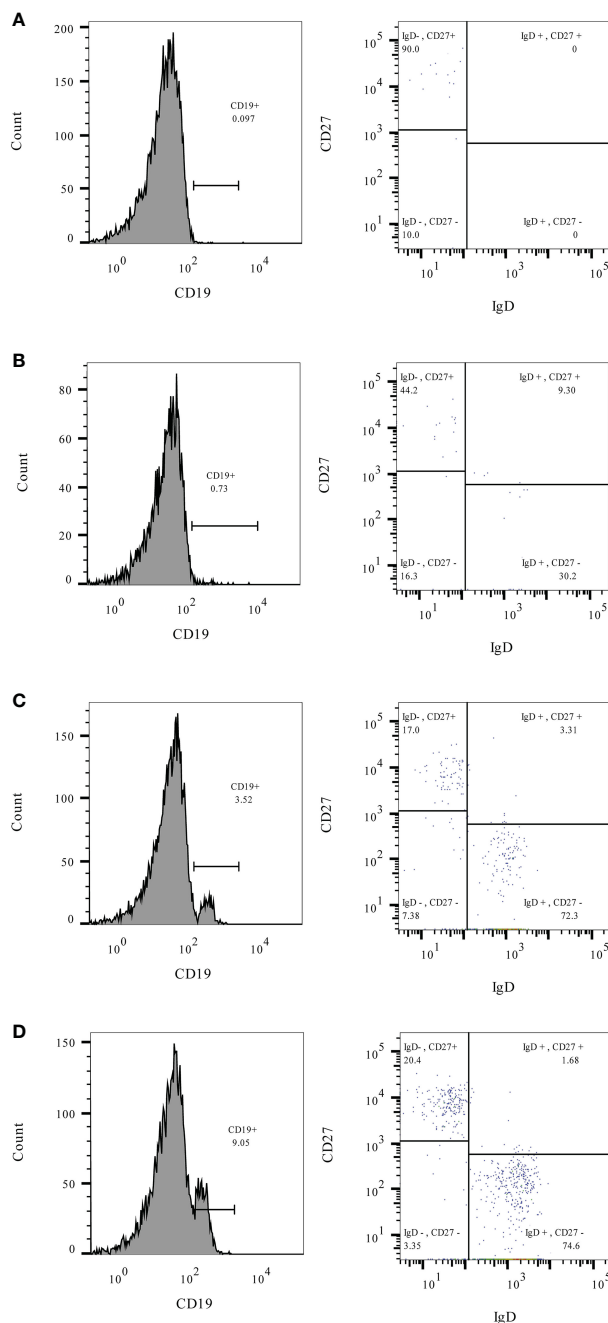 A
200
150
100
50
0
Count
CD19+
0.097
10^0
10^2
10^4
CD19
10^5
10^4
10^3
10^2
10^1
CD27
IgD-, CD27+
90.0
IgD+, CD27+
0
IgD-, CD27-
10.0
IgD+, CD27-
0
10^1
10^3
10^5
IgD
B
80
60
40
20
0
Count
CD19+
0.73
10^0
10^2
10^4
CD19
10^5
10^4
10^3
10^2
10^1
CD27
IgD-, CD27+
44.2
IgD+, CD27+
9.30
IgD-, CD27-
16.3
IgD+, CD27-
30.2
10^1
10^3
10^5
IgD
C
150
100
50
0
Count
CD19+
3.52
10^0
10^2
10^4
CD19
10^5
10^4
10^3
10^2
10^1
CD27
IgD-, CD27+
17.0
IgD+, CD27+
3.31
IgD-, CD27-
7.38
IgD+, CD27-
72.3
10^1
10^3
10^5
IgD
D
150
100
50
0
Count
CD19+
9.05
10^0
10^2
10^4
CD19
10^5
10^4
10^3
10^2
10^1
CD27
IgD-, CD27+
20.4
IgD+, CD27+
1.68
IgD-, CD27-
3.35
IgD+, CD27-
74.6
10^1
10^3
10^5
IgD